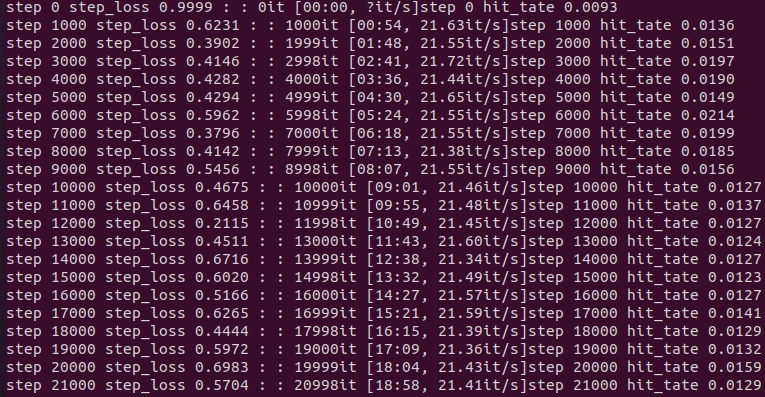 step 0 step_loss 0.9999 : : 0it [00:00, ?it/s]step 0 hit_tate 0.0093
step 1000 step_loss 0.6231 : : 1000it [00:54, 21.63it/s]step 1000 hit_tate 0.0136
step 2000 step_loss 0.3902 : : 1999it [01:48, 21.55it/s]step 2000 hit_tate 0.0151
step 3000 step_loss 0.4146 : : 2998it [02:41, 21.72it/s]step 3000 hit_tate 0.0197
step 4000 step_loss 0.4282 : : 4000it [03:36, 21.44it/s]step 4000 hit_tate 0.0190
step 5000 step_loss 0.4294 : : 4999it [04:30, 21.65it/s]step 5000 hit_tate 0.0149
step 6000 step_loss 0.5962 : : 5998it [05:24, 21.55it/s]step 6000 hit_tate 0.0214
step 7000 step_loss 0.3796 : : 7000it [06:18, 21.55it/s]step 7000 hit_tate 0.0199
step 8000 step_loss 0.4142 : : 7999it [07:13, 21.38it/s]step 8000 hit_tate 0.0185
step 9000 step_loss 0.5456 : : 8998it [08:07, 21.55it/s]step 9000 hit_tate 0.0156
step 10000 step_loss 0.4675 : : 10000it [09:01, 21.46it/s]step 10000 hit_tate 0.0127
step 11000 step_loss 0.6458 : : 10999it [09:55, 21.48it/s]step 11000 hit_tate 0.0137
step 12000 step_loss 0.2115 : : 11998it [10:49, 21.45it/s]step 12000 hit_tate 0.0127
step 13000 step_loss 0.4511 : : 13000it [11:43, 21.60it/s]step 13000 hit_tate 0.0124
step 14000 step_loss 0.6716 : : 13999it [12:38, 21.34it/s]step 14000 hit_tate 0.0127
step 15000 step_loss 0.6020 : : 14998it [13:32, 21.49it/s]step 15000 hit_tate 0.0123
step 16000 step_loss 0.5166 : : 16000it [14:27, 21.57it/s]step 16000 hit_tate 0.0127
step 17000 step_loss 0.6265 : : 16999it [15:21, 21.59it/s]step 17000 hit_tate 0.0141
step 18000 step_loss 0.4444 : : 17998it [16:15, 21.39it/s]step 18000 hit_tate 0.0129
step 19000 step_loss 0.5972 : : 19000it [17:09, 21.36it/s]step 19000 hit_tate 0.0132
step 20000 step_loss 0.6983 : : 19999it [18:04, 21.43it/s]step 20000 hit_tate 0.0159
step 21000 step_loss 0.5704 : : 20998it [18:58, 21.41it/s]step 21000 hit_tate 0.0129